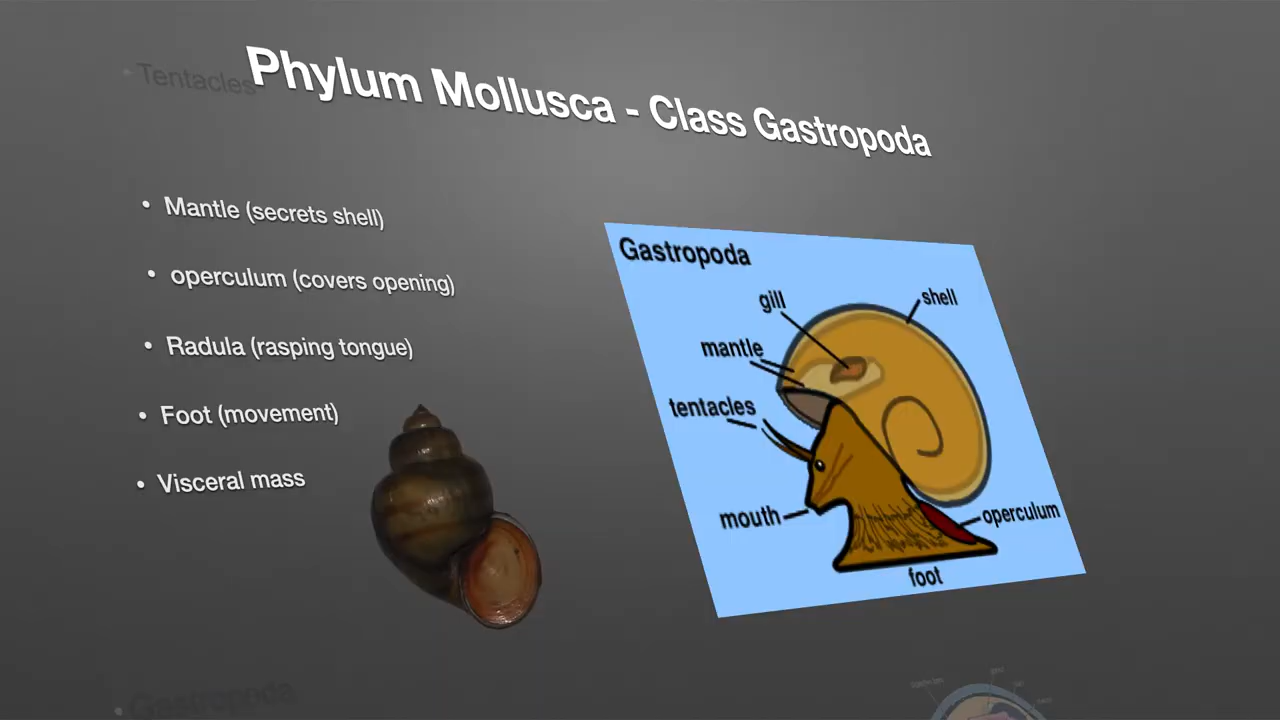 Tentacles
Phylum Mollusca - Class Gastropoda
• Mantle (secrets shell)
• operculum (covers opening)
• Radula (rasping tongue)
• Foot (movement)
• Visceral mass
Gastropoda
gill
shell
mantle
tentacles
mouth
operculum
foot
• Gastropoda